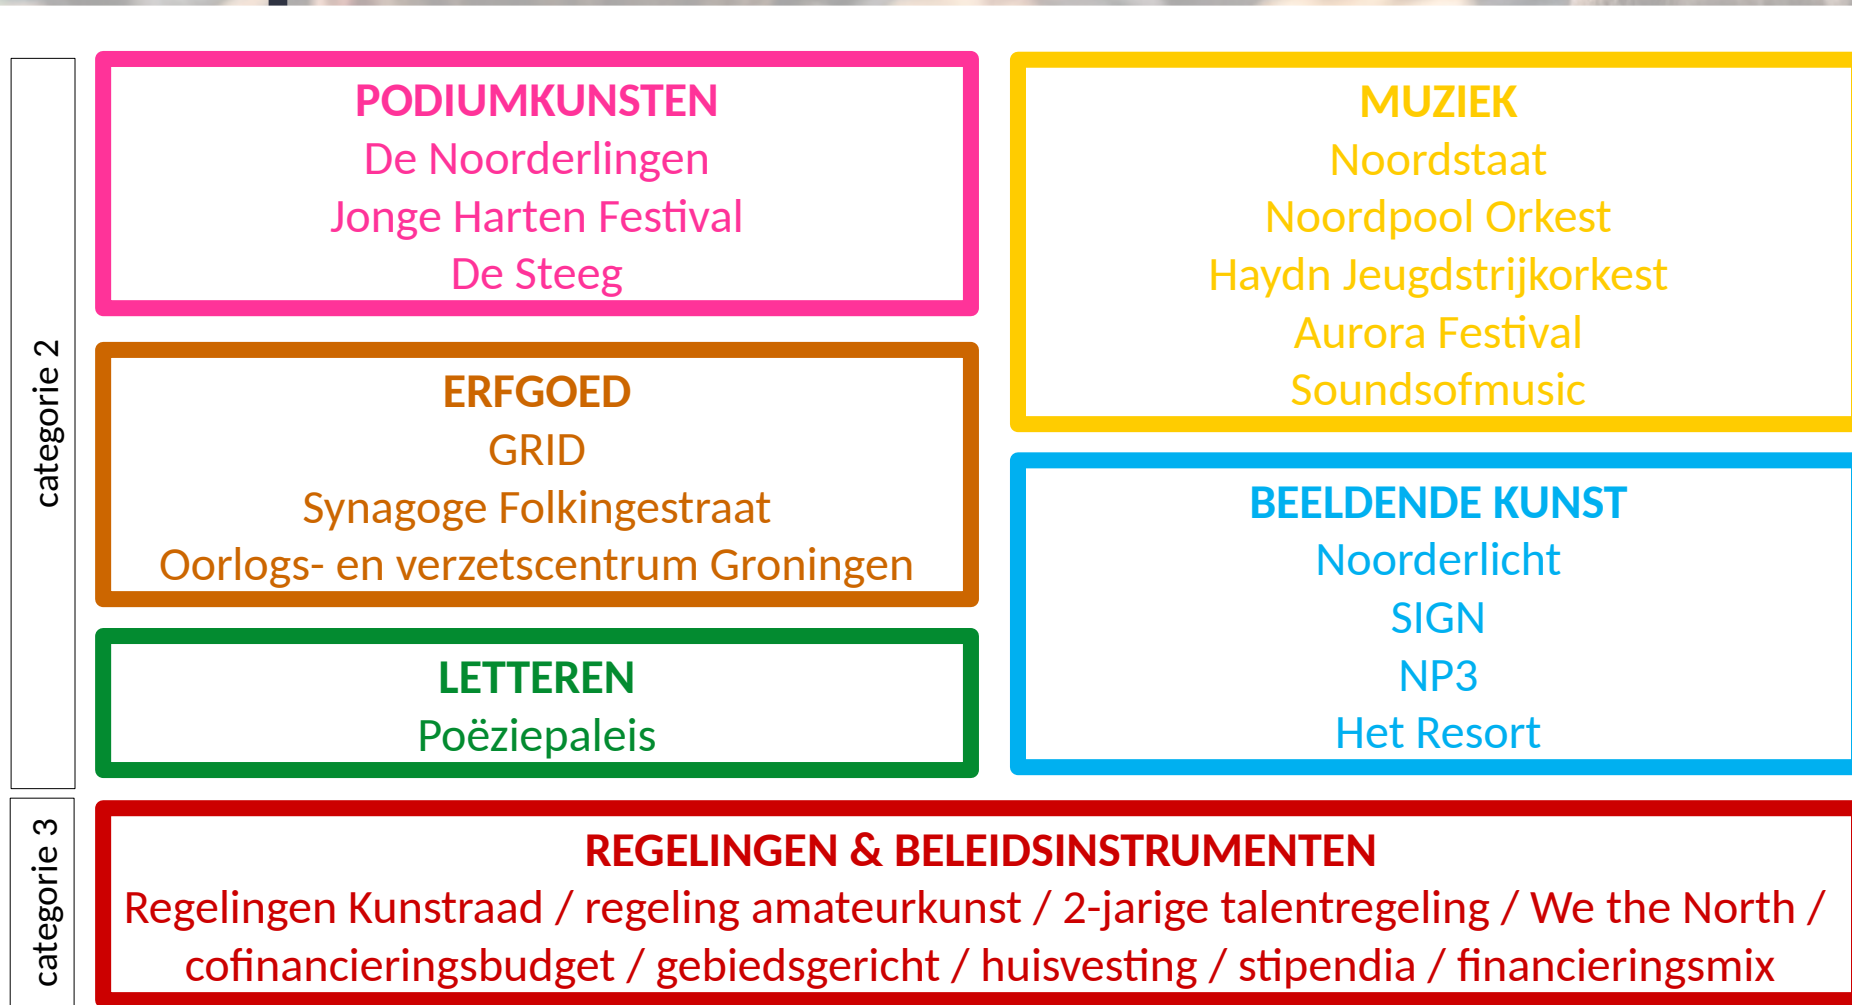 categorie 2
PODIUMKUNSTEN
De Noorderlingen
Jonge Harten Festival
De Steeg
ERFGOED
GRID
Synagoge Folkingestraat
Oorlogs- en verzetscentrum Groningen
LETTEREN
Poëziepaleis
MUZIEK
Noordstaat
Noordpool Orkest
Haydn Jeugdstrijkorkest
Aurora Festival
Soundsofmusic
BEELDENDE KUNST
Noorderlicht
SIGN
NP3
Het Resort
categorie 3
REGELINGEN & BELEIDSINSTRUMENTEN
Regelingen Kunstraad / regeling amateurkunst / 2-jarige talentregeling / We the North /
cofinancieringsbudget / gebiedsgericht / huisvesting / stipendia / financieringsmix